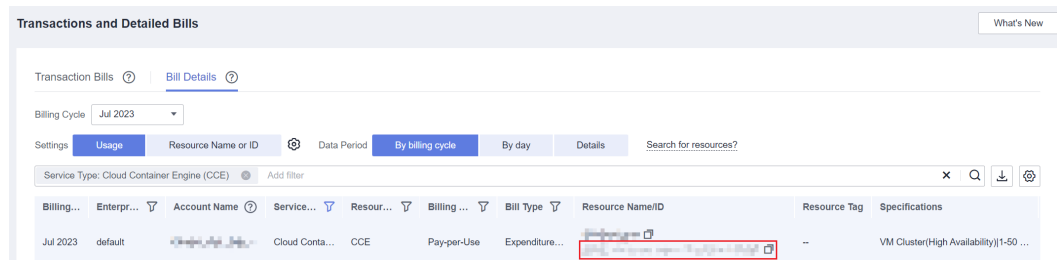 Transactions and Detailed Bills
What's New
Transaction Bills ?
Bill Details ?
Billing Cycle Jul 2023
Settings Usage Resource Name or ID Data Period By billing cycle By day Details Search for resources?
Service Type: Cloud Container Engine (CCE) Add filter
Billing... Enterpr... Account Name ? Service... Resour... Billing ... Bill Type Resource Name/ID Resource Tag Specifications
Jul 2023 default Cloud Conta... CCE Pay-per-Use Expenditure... -- VM Cluster(High Availability)|1-50 ...